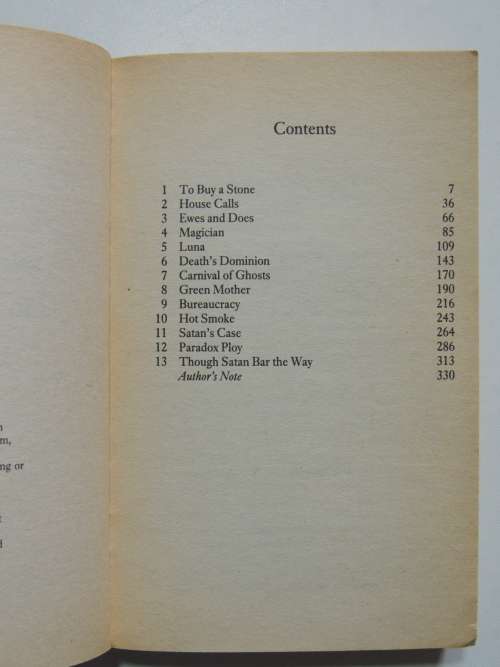 m,
ng or
Contents
1 To Buy a Stone 7
2 House Calls 36
3 Ewes and Does 66
4 Magician 85
5 Luna 109
6 Death's Dominion 143
7 Carnival of Ghosts 170
8 Green Mother 190
9 Bureaucracy 216
10 Hot Smoke 243
11 Satan's Case 264
12 Paradox Ploy 286
13 Though Satan Bar the Way 313
Author's Note 330